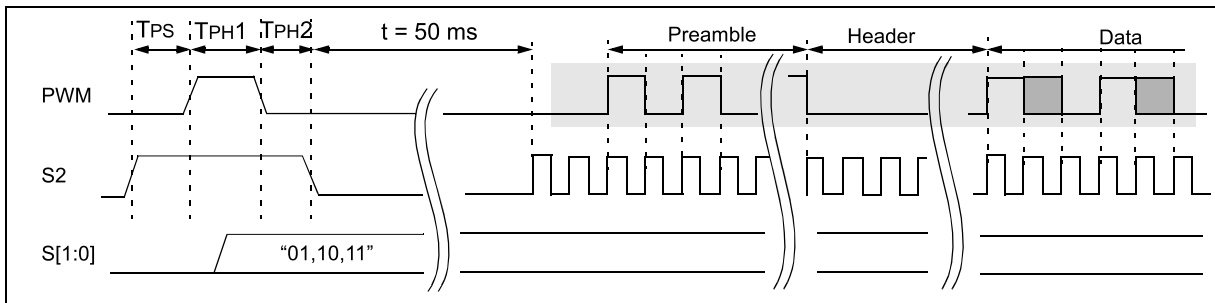 TPS TPH1 TPH2 t = 50 ms Preamble Header Data
PWM
S2
S[1:0] “01,10,11”